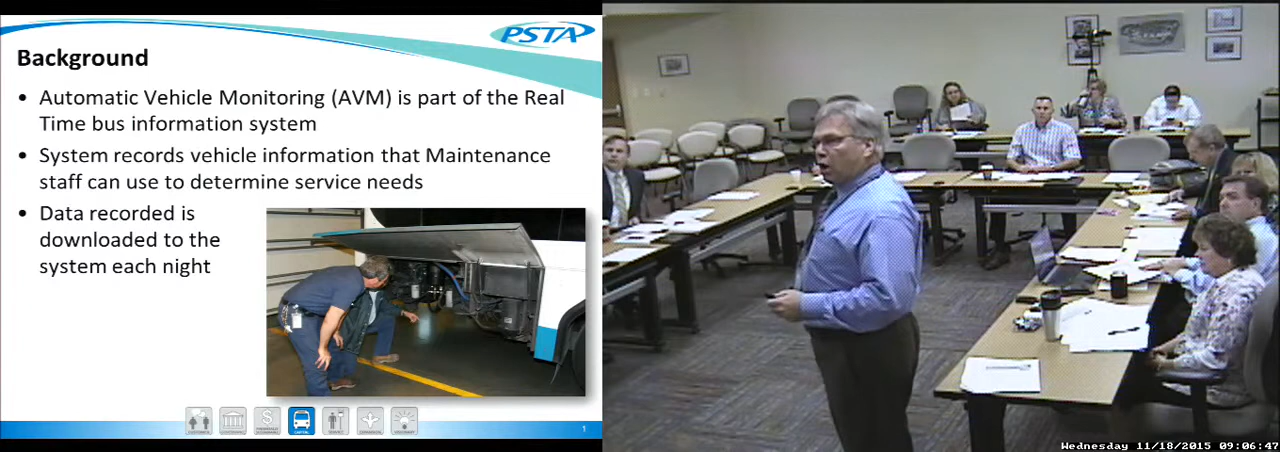 PSTA
Background
• Automatic Vehicle Monitoring (AVM) is part of the Real
Time bus information system
• System records vehicle information that Maintenance
staff can use to determine service needs
• Data recorded is
downloaded to the
system each night
1
Wednesday 11/18/2015 09:06:47